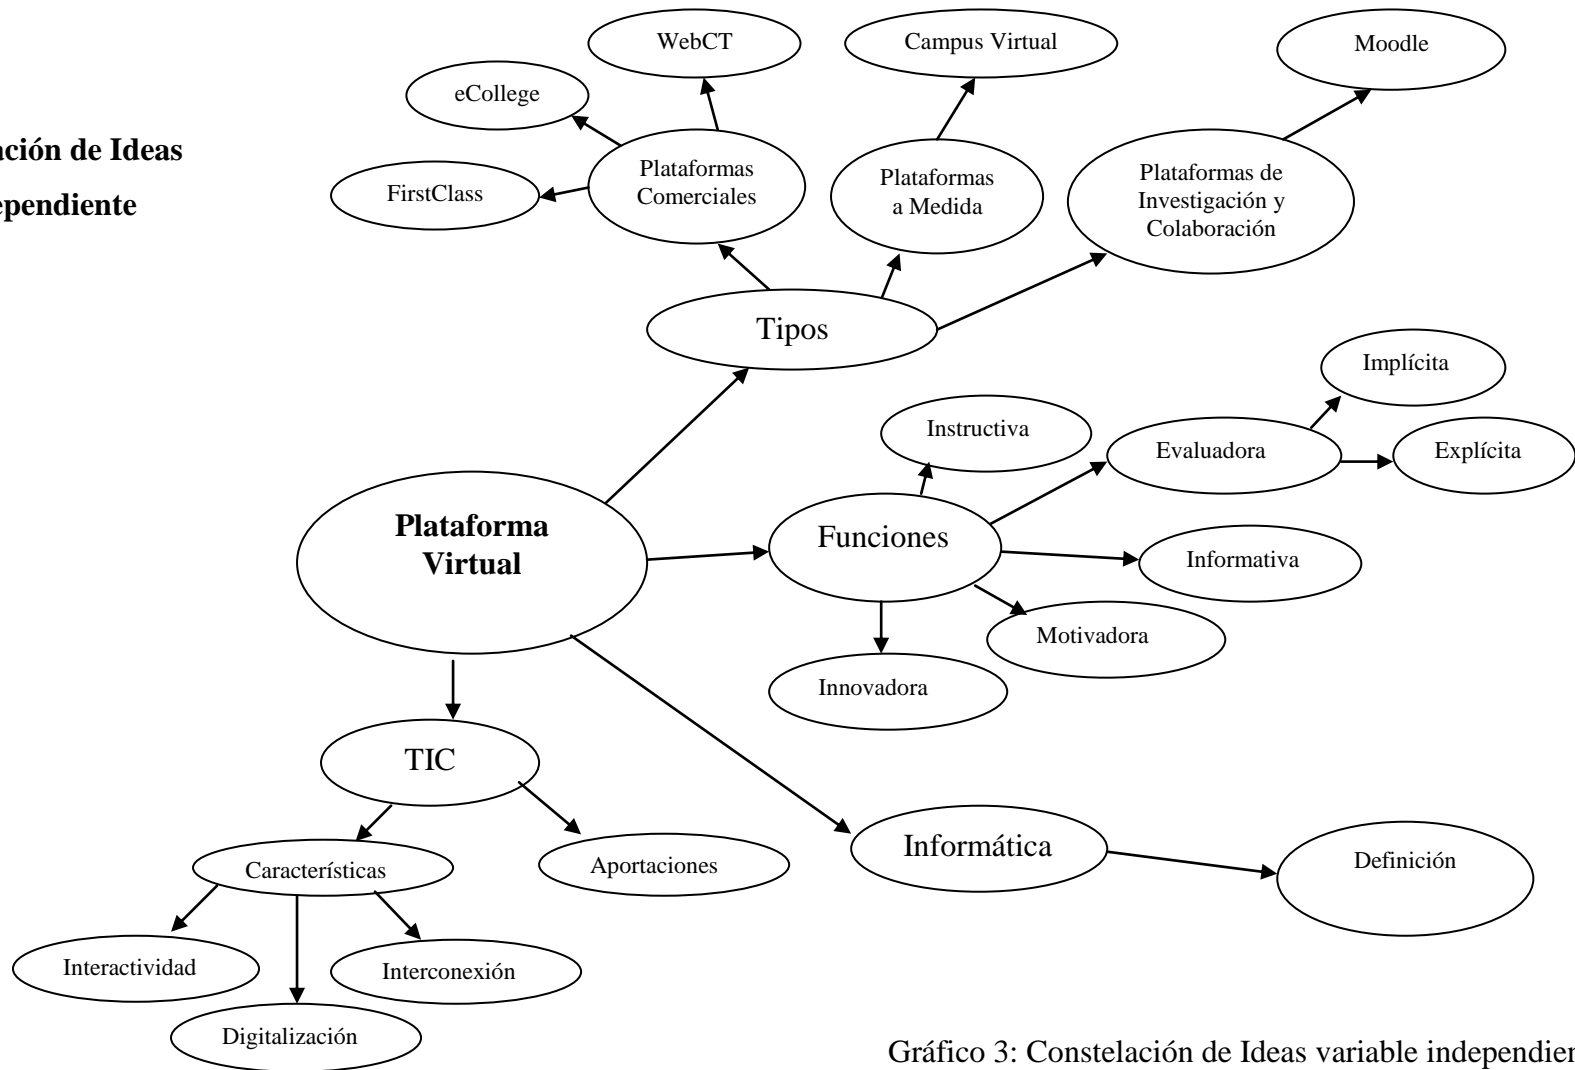 WebCT
Campus Virtual
Moodle
eCollege
ación de Ideas
ependiente
FirstClass
Plataformas
Comerciales
Plataformas
a Medida
Plataformas de
Investigación y
Colaboración
Tipos
Implícita
Instructiva
Evaluadora
Explícita
Plataforma
Virtual
Funciones
Informativa
Motivadora
Innovadora
TIC
Informática
Definición
Características
Aportaciones
Interactividad
Interconexión
Digitalización
Gráfico 3: Constelación de Ideas variable independien